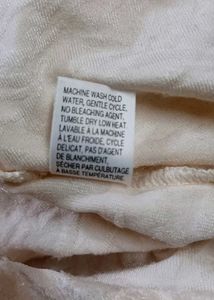 MACHINE WASH COLD
WATER, GENTLE CYCLE,
NO BLEACHING AGENT.
TUMBLE DRY LOW HEAT.
LAVABLE À LA MACHINE
À L'EAU FROIDE, CYCLE
DÉLICAT, PAS D'AGENT
DE BLANCHIMENT,
SÉCHER PAR CULBUTAGE
À BASSE TEMPÉRATURE.